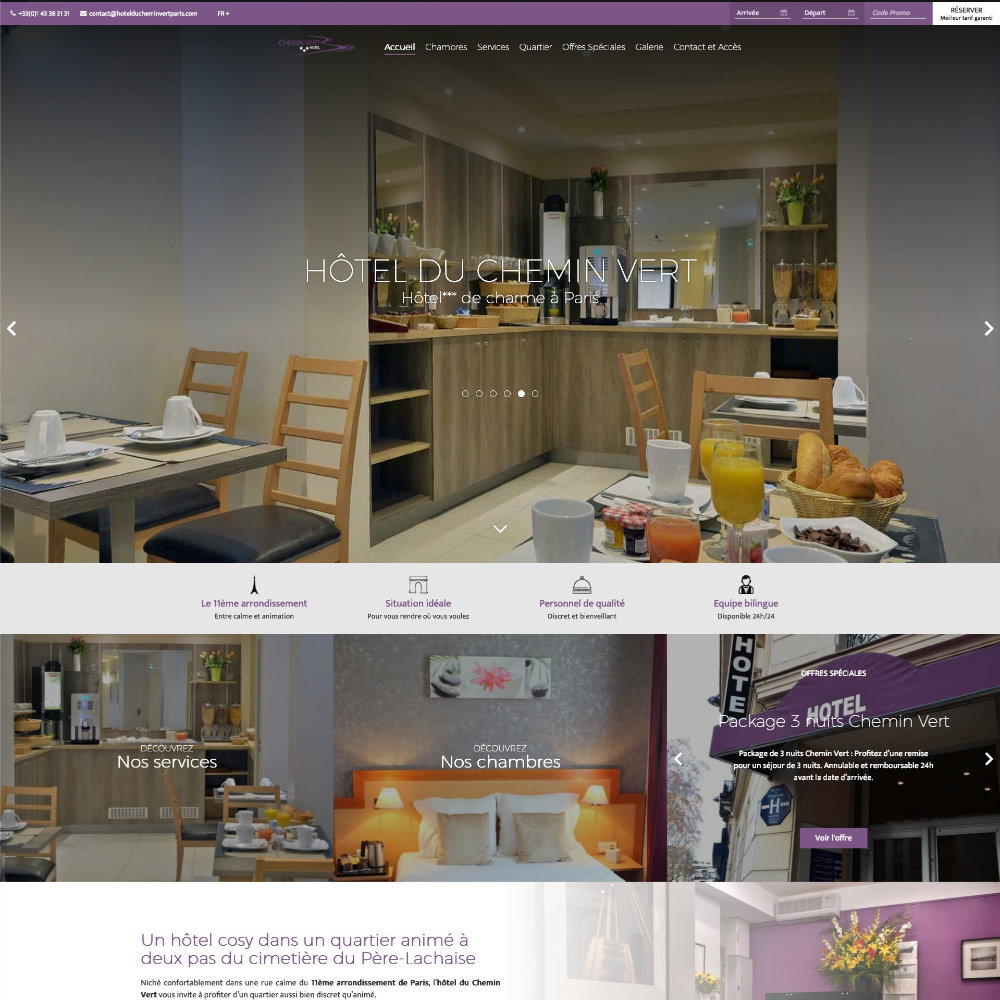 +33(0)1 43 38 31 31
contact@hotelducheminvertparis.com
FR +
Arrivée
Départ
Code Promo
RÉSERVER
Meilleur tarif garanti
CHEMIN VERT
HOTEL
Accueil
Chambres
Services
Quartier
Offres Spéciales
Galerie
Contact et Accès
HÔTEL DU CHEMIN VERT
Hôtel*** de charme à Paris
Le 11ème arrondissement
Entre calme et animation
Situation idéale
Pour vous rendre où vous voulez
Personnel de qualité
Discret et bienveillant
Equipe bilingue
Disponible 24h/24
DÉCOUVREZ
Nos services
DÉCOUVREZ
Nos chambres
HOTE
HOTEL
OFFRES SPÉCIALES
Package 3 nuits Chemin Vert
Package de 3 nuits Chemin Vert : Profitez d'une remise
pour un séjour de 3 nuits. Annulable et remboursable 24h
avant la date d'arrivée.
H
Voir l'offre
Un hôtel cosy dans un quartier animé à
deux pas du cimetière du Père-Lachaise
Niché confortablement dans une rue calme du 11ème arrondissement de Paris, l'hôtel du Chemin
Vert vous invite à profiter d'un quartier aussi bien discret qu'animé.